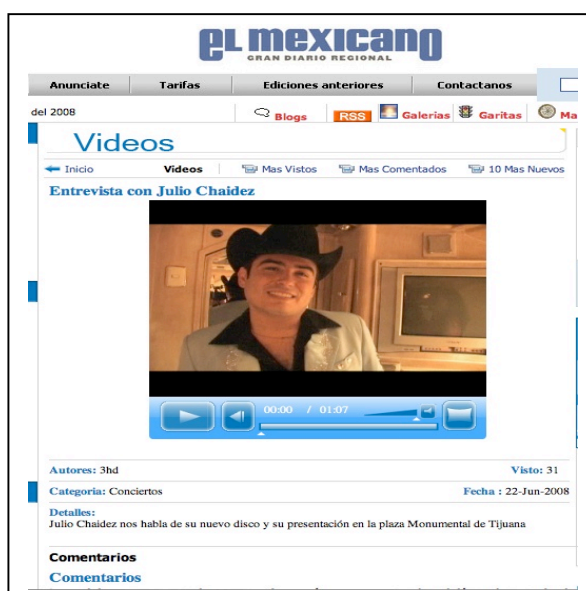 EL mexicano
GRAN DIARIO REGIONAL
Anunciate Tarifas Ediciones anteriores Contactanos
del 2008 Blogs RSS Galerias Garitas Ma
Videos
Inicio Videos Mas Vistos Mas Comentados 10 Mas Nuevos
Entrevista con Julio Chaidez
00:00 / 01:07
Autores: 3hd Visto: 31
Categoria: Conciertos Fecha : 22-Jun-2008
Detalles:
Julio Chaidez nos habla de su nuevo disco y su presentación en la plaza Monumental de Tijuana
Comentarios
Comentarios